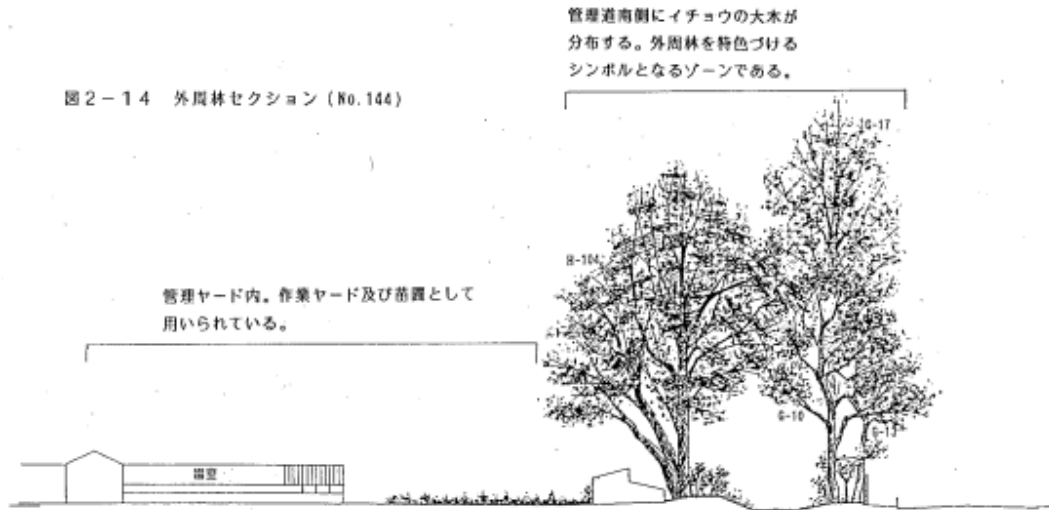 管理道南側にイチョウの大木が
分布する。外周林を特色づける
シンボルとなるゾーンである。
図2-14 外周林セクション(No.144)
管理ヤード内。作業ヤード及び苗圃として
用いられている。
温室
B-104
G-10